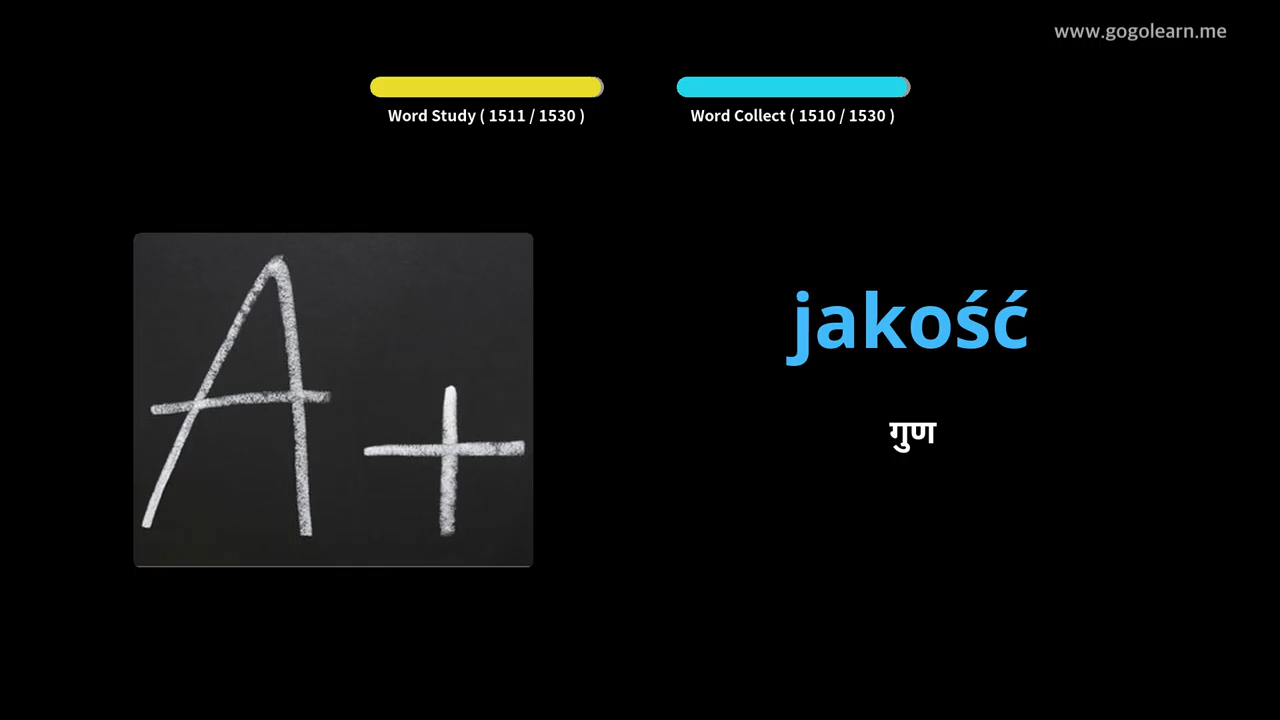 www.gogolearn.me
Word Study ( 1511 / 1530 )
Word Collect ( 1510 / 1530 )
A+
jakość
गुण